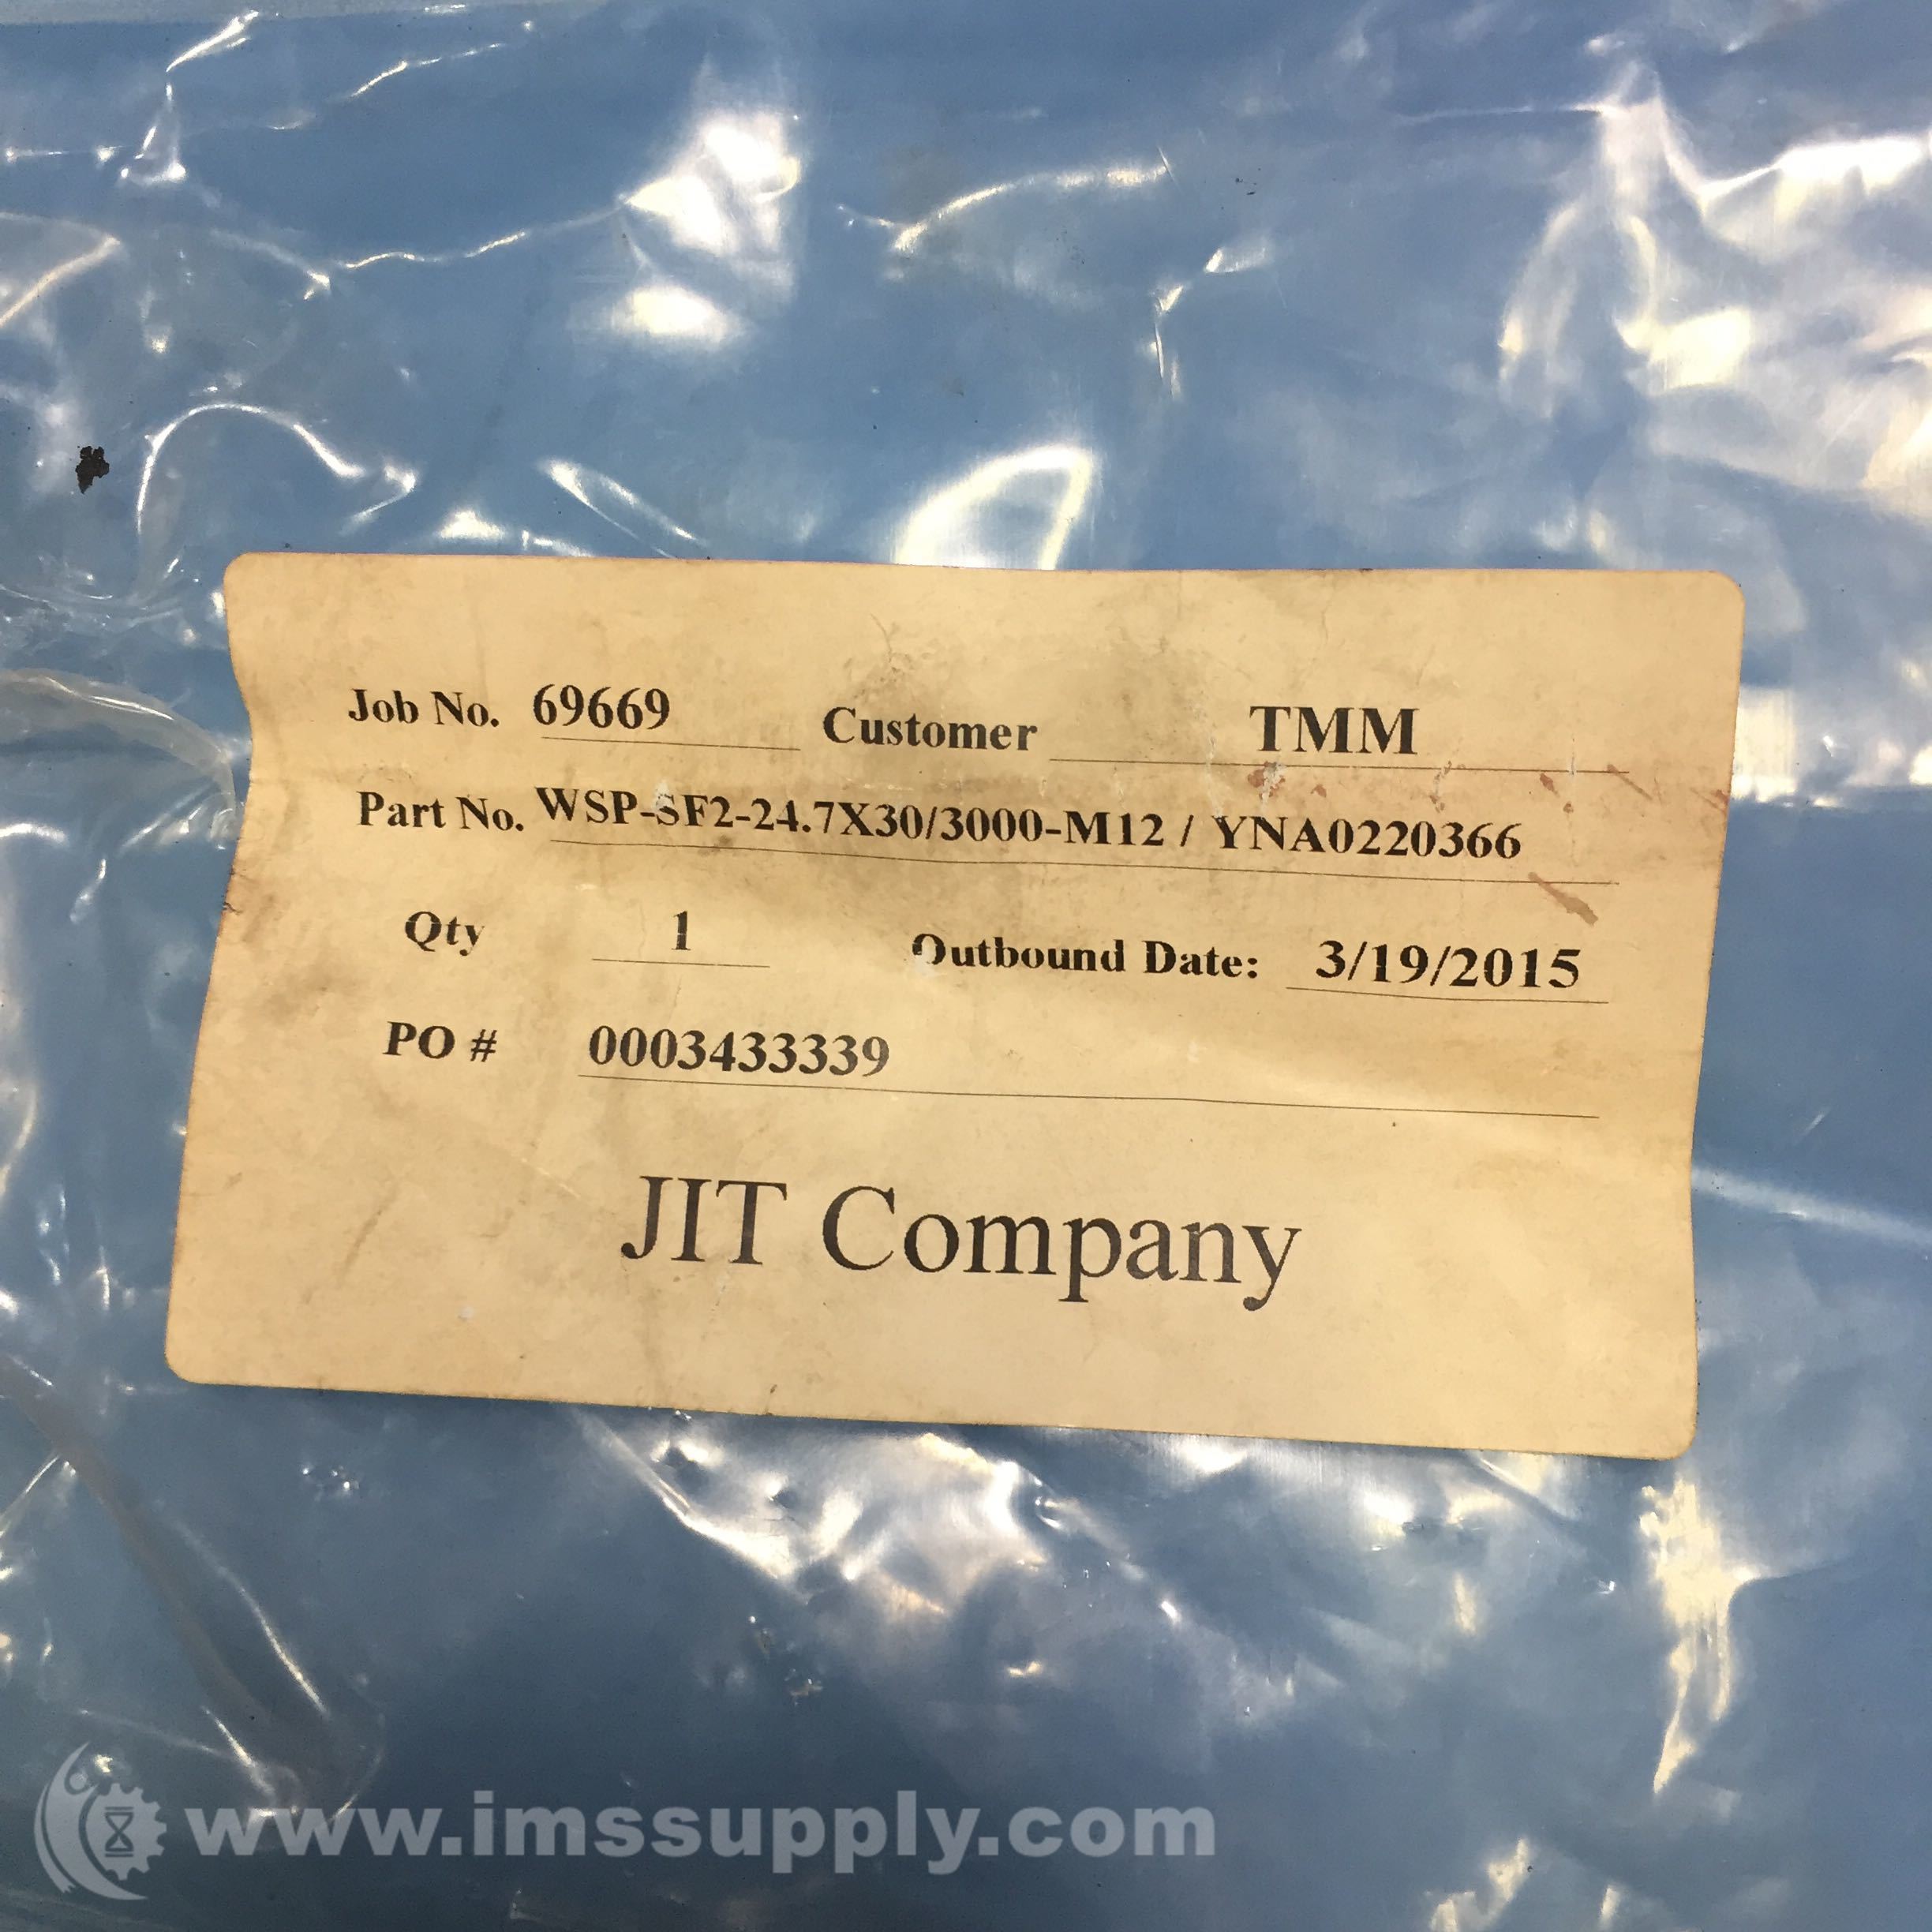 Job No. 69669 Customer TMM
Part No. WSP-SF2-24.7X30/3000-M12 / YNA0220366
Qty 1 Outbound Date: 3/19/2015
PO # 0003433339
JIT Company
www.imssupply.com